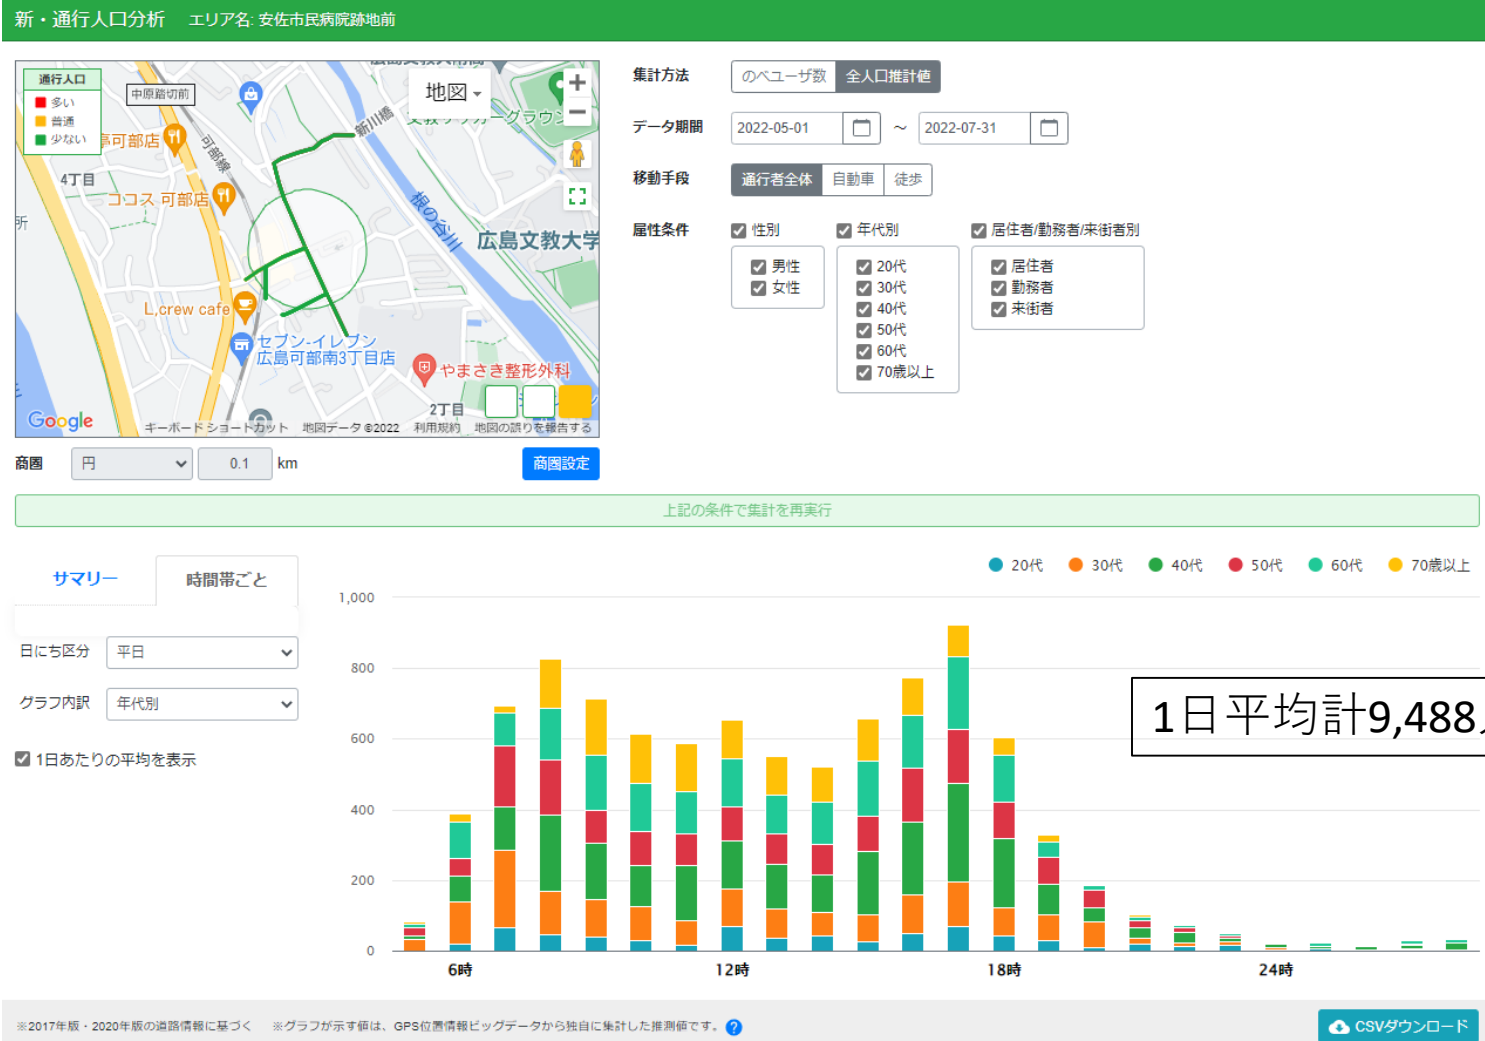 新・通行人口分析 エリア名: 安佐市民病院跡地前
通行人口
多い
普通
少ない
中原踏切前
地図
新川橋
亭可部店
可部線
4丁目
ココス 可部店
所
根の谷川
広島文教大学
L,crew cafe
セブン-イレブン
広島可部南3丁目店
やまさき整形外科
2丁目
Google
キーボード ショートカット 地図データ ©2022 利用規約 地図の誤りを報告する
商圏 円 0.1 km 商圏設定
集計方法 のべユーザ数 全人口推計値
データ期間 2022-05-01 ~ 2022-07-31
移動手段 通行者全体 自動車 徒歩
属性条件 性別 年代別 居住者/勤務者/来街者別
男性 20代 居住者
女性 30代 勤務者
40代 来街者
50代
60代
70歳以上
上記の条件で集計を再実行
サマリー 時間帯ごと
日にち区分 平日
グラフ内訳 年代別
1日あたりの平均を表示
20代 30代 40代 50代 60代 70歳以上
1,000
800
600
400
200
0
6時 12時 18時 24時
1日平均計9,488
※2017年版・2020年版の道路情報に基づく ※グラフが示す値は、GPS位置情報ビッグデータから独自に集計した推測値です。 ?
CSVダウンロード